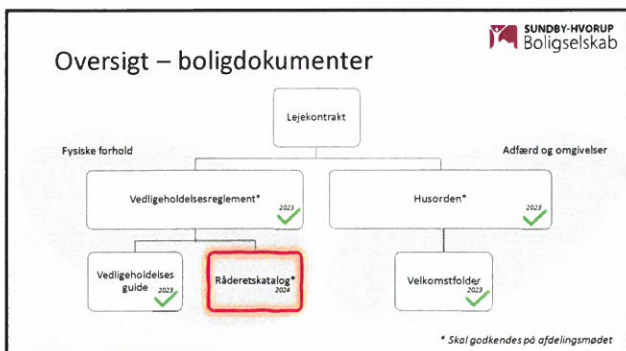 SUNDBY-HVORUP
Boligselskab
Oversigt – boligdokumenter
Lejekontrakt
Fysiske forhold
Adfærd og omgivelser
Vedligeholdelsesreglement*
2023
Husorden*
2023
Vedligeholdelses
guide
2023
Råderetskatalog*
2024
Velkomstfolder
2023
* Skal godkendes på afdelingsmødet